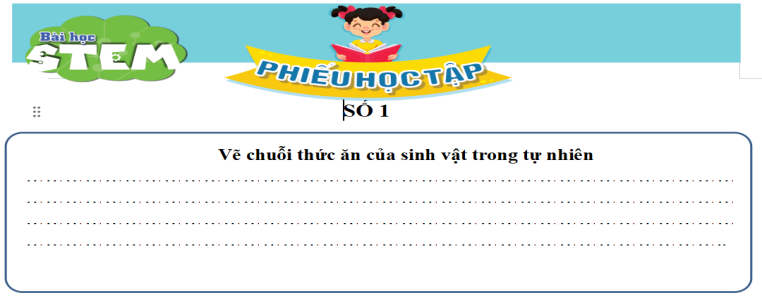 Bài học
STEM
PHIẾU HỌC TẬP
SỐ 1
Vẽ chuỗi thức ăn của sinh vật trong tự nhiên